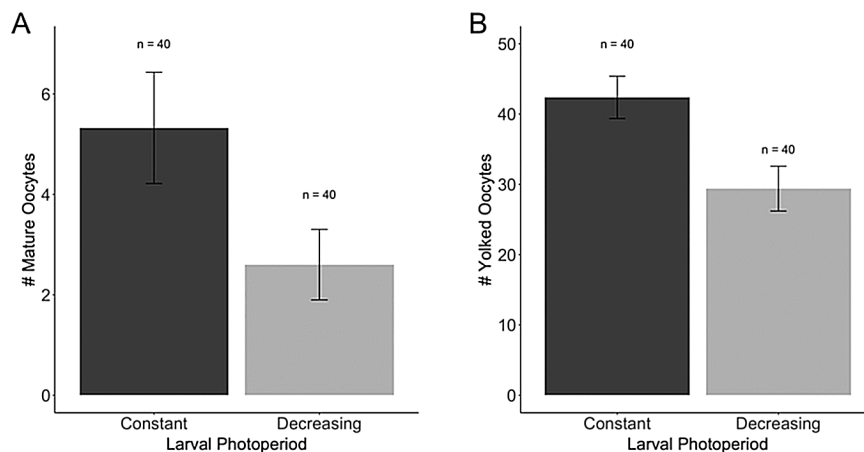 A
n = 40
n = 40
# Mature Oocytes
6
4
2
0
Constant
Decreasing
Larval Photoperiod
B
n = 40
n = 40
# Yolked Oocytes
50
40
30
20
10
0
Constant
Decreasing
Larval Photoperiod